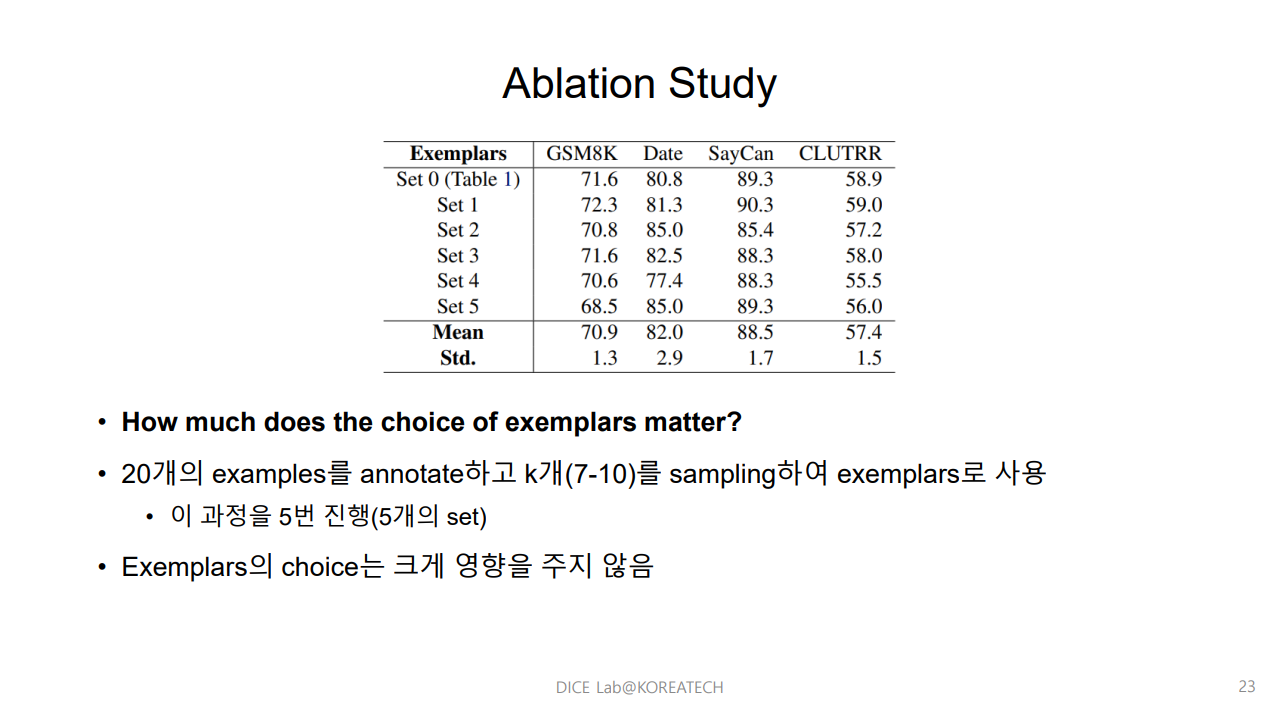 Ablation Study
Exemplars GSM8K Date SayCan CLUTRR
Set 0 (Table 1) 71.6 80.8 89.3 58.9
Set 1 72.3 81.3 90.3 59.0
Set 2 70.8 85.0 85.4 57.2
Set 3 71.6 82.5 88.3 58.0
Set 4 70.6 77.4 88.3 55.5
Set 5 68.5 85.0 89.3 56.0
Mean 70.9 82.0 88.5 57.4
Std. 1.3 2.9 1.7 1.5
• How much does the choice of exemplars matter?
• 20개의 examples를 annotate하고 k개(7-10)를 sampling하여 exemplars로 사용
• 이 과정을 5번 진행(5개의 set)
• Exemplars의 choice는 크게 영향을 주지 않음
DICE Lab@KOREATECH
23